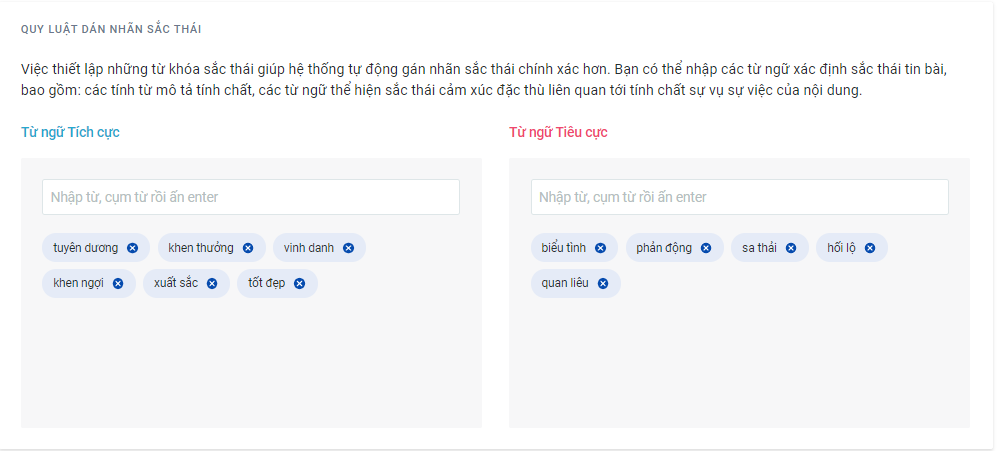 QUY LUẬT DÁN NHÃN SẮC THÁI
Việc thiết lập những từ khóa sắc thái giúp hệ thống tự động gán nhãn sắc thái chính xác hơn. Bạn có thể nhập các từ ngữ xác định sắc thái tin bài,
bao gồm: các tính từ mô tả tính chất, các từ ngữ thể hiện sắc thái cảm xúc đặc thù liên quan tới tính chất sự vụ sự việc của nội dung.
Từ ngữ Tích cực
Nhập từ, cụm từ rồi ấn enter
tuyên dương khen thưởng vinh danh
khen ngợi xuất sắc tốt đẹp
Từ ngữ Tiêu cực
Nhập từ, cụm từ rồi ấn enter
biểu tình phản động sa thải hối lộ
quan liêu